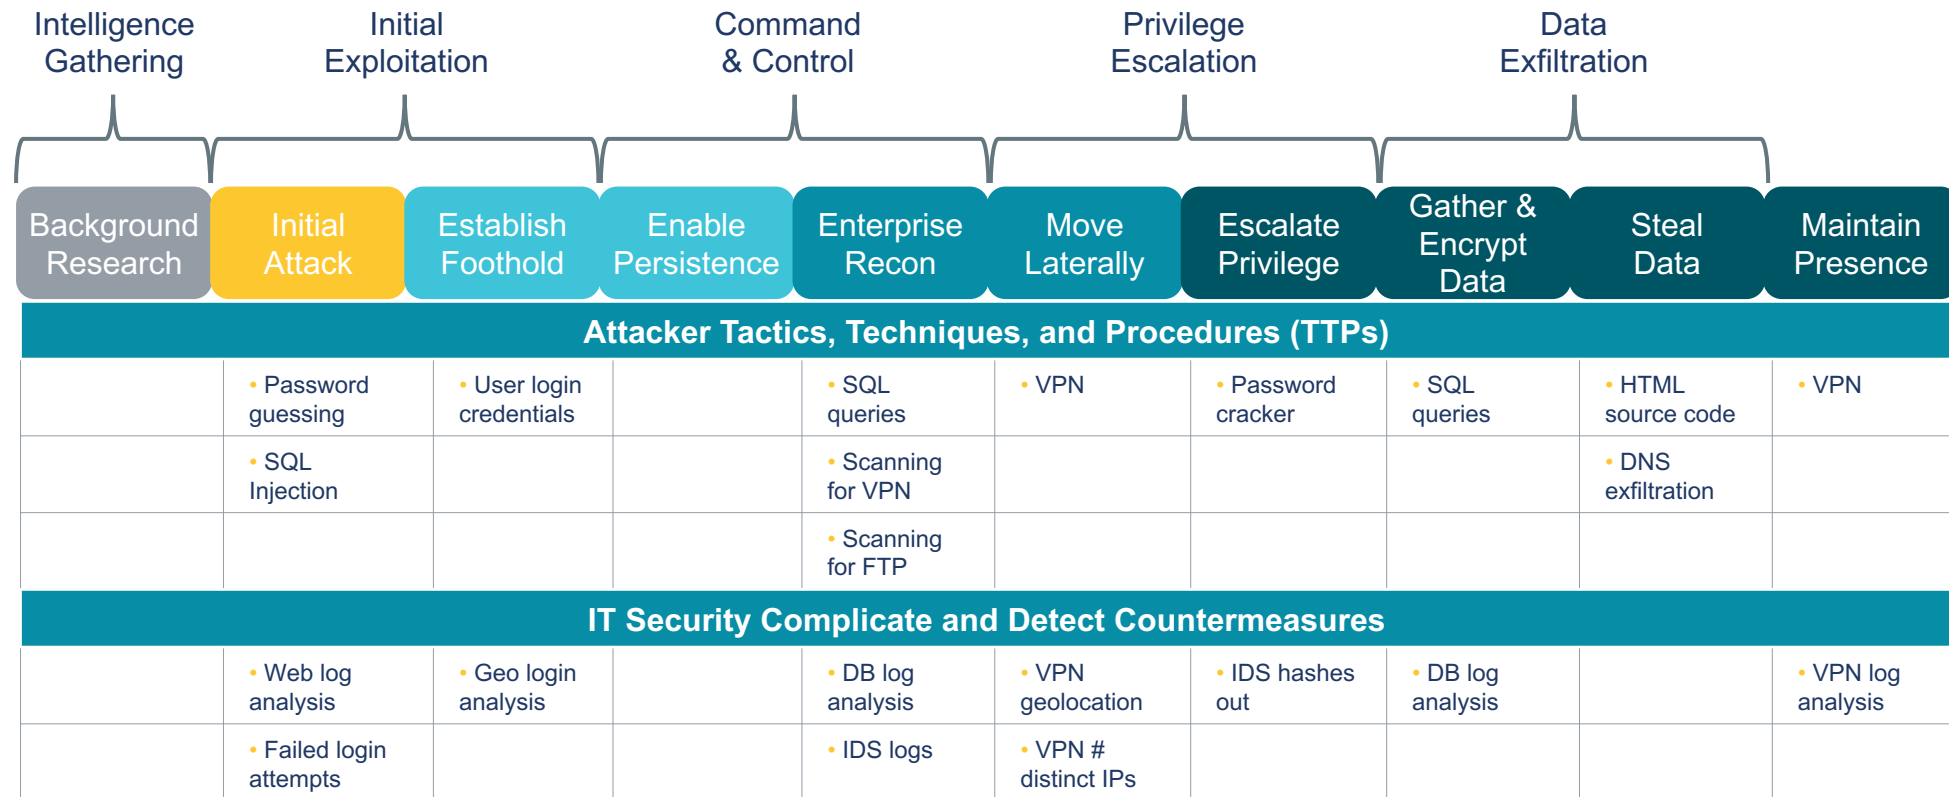 Intelligence
Gathering
Initial
Exploitation
Command
& Control
Privilege
Escalation
Data
Exfiltration
Background
Research
Initial
Attack
Establish
Foothold
Enable
Persistence
Enterprise
Recon
Move
Laterally
Escalate
Privilege
Gather &
Encrypt
Data
Steal
Data
Maintain
Presence
Attacker Tactics, Techniques, and Procedures (TTPs)
• Password
guessing
• User login
credentials
• SQL
queries
• VPN
• Password
cracker
• SQL
queries
• HTML
source code
• VPN
• SQL
Injection
• Scanning
for VPN
• DNS
exfiltration
• Scanning
for FTP
IT Security Complicate and Detect Countermeasures
• Web log
analysis
• Geo login
analysis
• DB log
analysis
• VPN
geolocation
• IDS hashes
out
• DB log
analysis
• VPN log
analysis
• Failed login
attempts
• IDS logs
• VPN #
distinct IPs